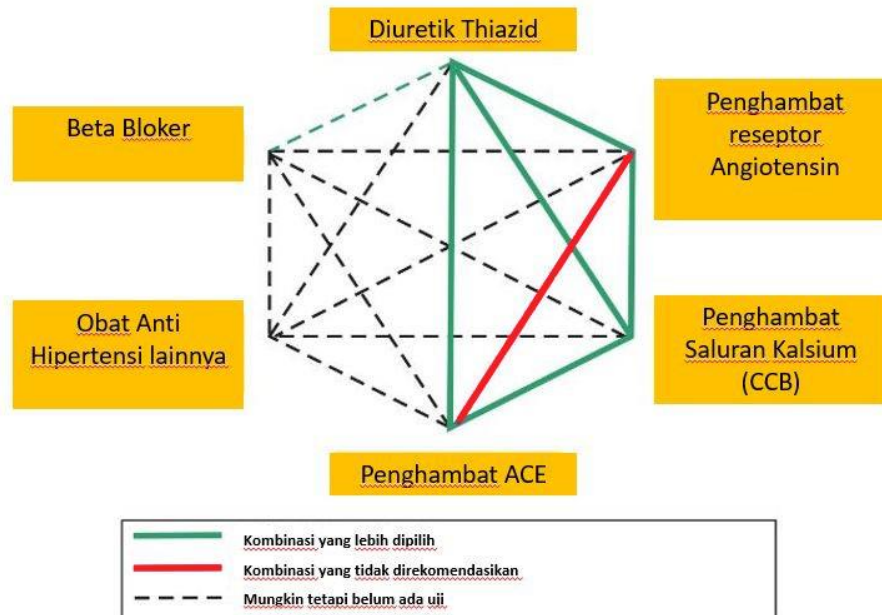 Diuretik Thiazid
Beta Bloker
Penghambat
reseptor
Angiotensin
Obat Anti
Hipertensi lainnya
Penghambat
Saluran Kalsium
(CCB)
Penghambat ACE
Kombinasi yang lebih dipilih
Kombinasi yang tidak direkomendasikan
Mungkin tetapi belum ada uji